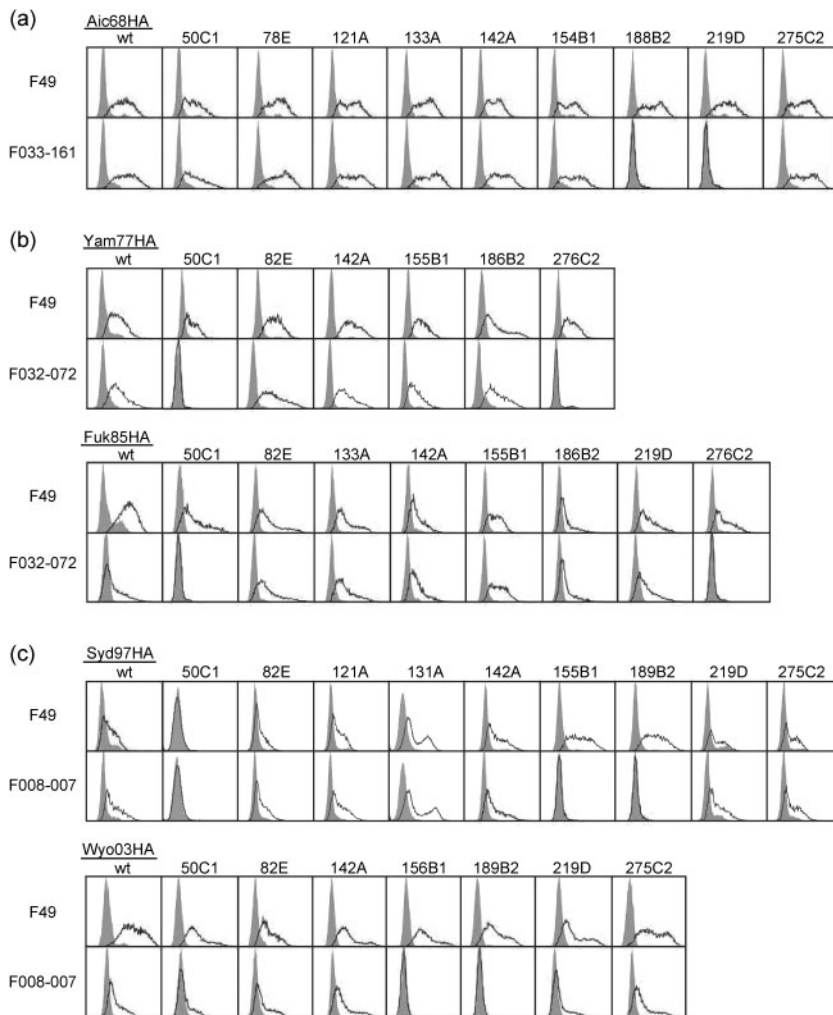 (a)
Aic68HA
wt 50C1 78E 121A 133A 142A 154B1 188B2 219D 275C2
F49
F033-161
(b)
Yam77HA
wt 50C1 82E 142A 155B1 186B2 276C2
F49
F032-072
Fuk85HA
wt 50C1 82E 133A 142A 155B1 186B2 219D 276C2
F49
F032-072
(c)
Syd97HA
wt 50C1 82E 121A 131A 142A 155B1 189B2 219D 275C2
F49
F008-007
Wyo03HA
wt 50C1 82E 142A 156B1 189B2 219D 275C2
F49
F008-007